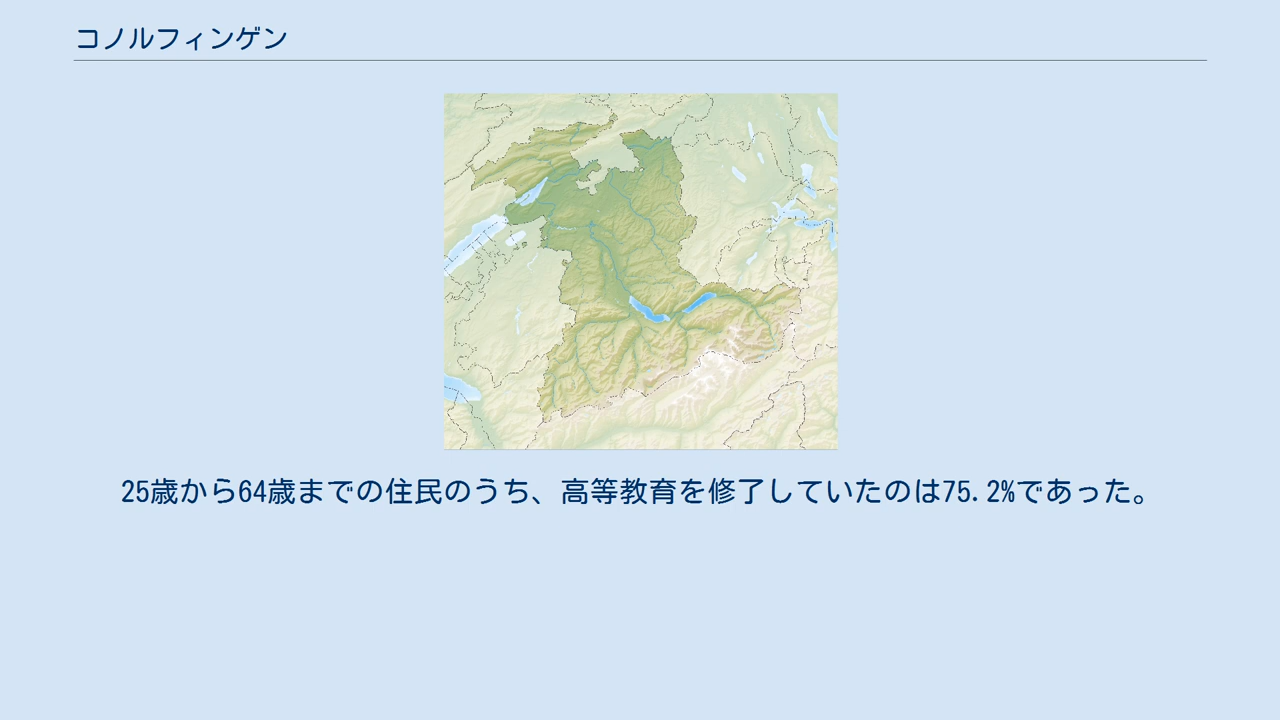 コノルフィンゲン
25歳から64歳までの住民のうち、高等教育を修了していたのは75.2%であった。